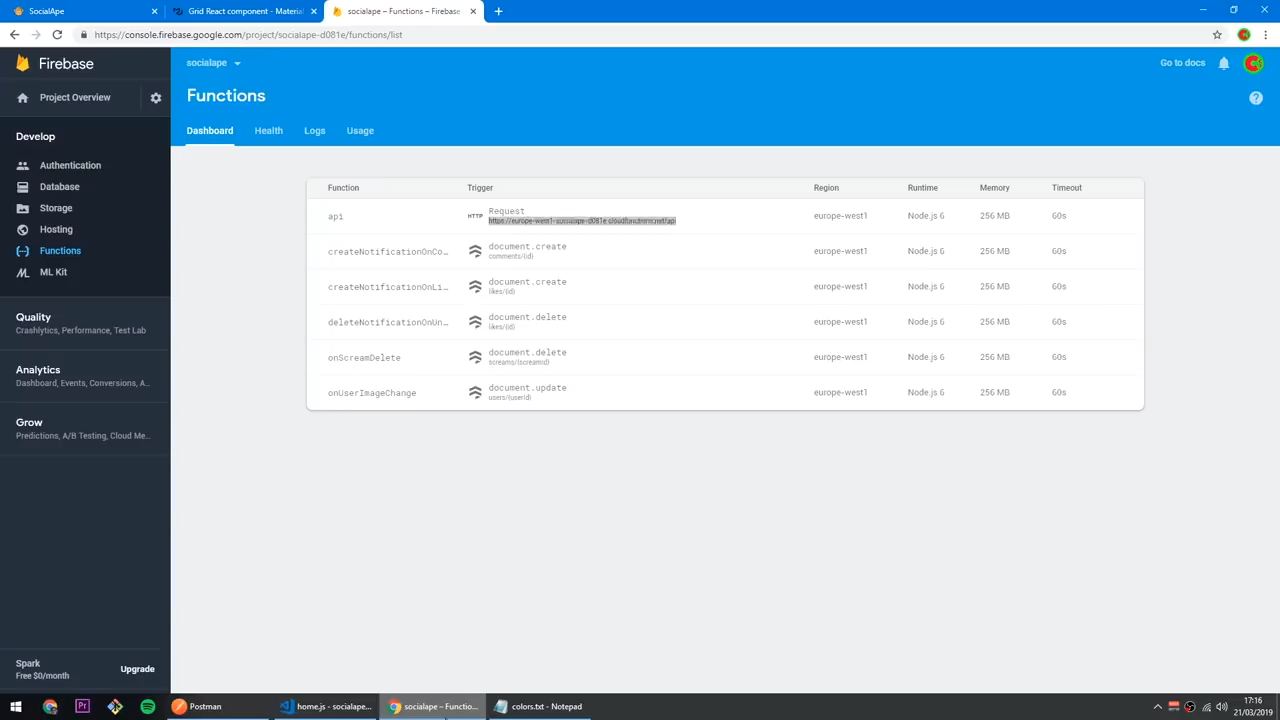 SocialApe
Grid React component - Material
socialape – Functions – Firebase
https://console.firebase.google.com/project/socialape-d081e/functions/list
Firebase
socialape
Go to docs
Project Overview
Functions
Dashboard Health Logs Usage
Develop
Authentication
Database
Storage
Hosting
Functions
ML Kit
Quality
Crashlytics, Performance, Test Lab
Analytics
Dashboard, Events, Conversions, A...
Grow
Predictions, A/B Testing, Cloud Me...
Spark
Free $0/month
Upgrade
Function Trigger Region Runtime Memory Timeout
api HTTP Request europe-west1 Node.js 6 256 MB 60s
https://europe-west1-socialape-d081e.cloudfunctions.net/api
createNotificationOnCo... document.create europe-west1 Node.js 6 256 MB 60s
comments/{id}
createNotificationOnLi... document.create europe-west1 Node.js 6 256 MB 60s
likes/{id}
deleteNotificationOnUn... document.delete europe-west1 Node.js 6 256 MB 60s
likes/{id}
onScreamDelete document.delete europe-west1 Node.js 6 256 MB 60s
screams/{screamId}
onUserImageChange document.update europe-west1 Node.js 6 256 MB 60s
users/{userId}
Postman
home.js - socialape...
socialape – Functio...
colors.txt - Notepad
17:16
21/03/2019